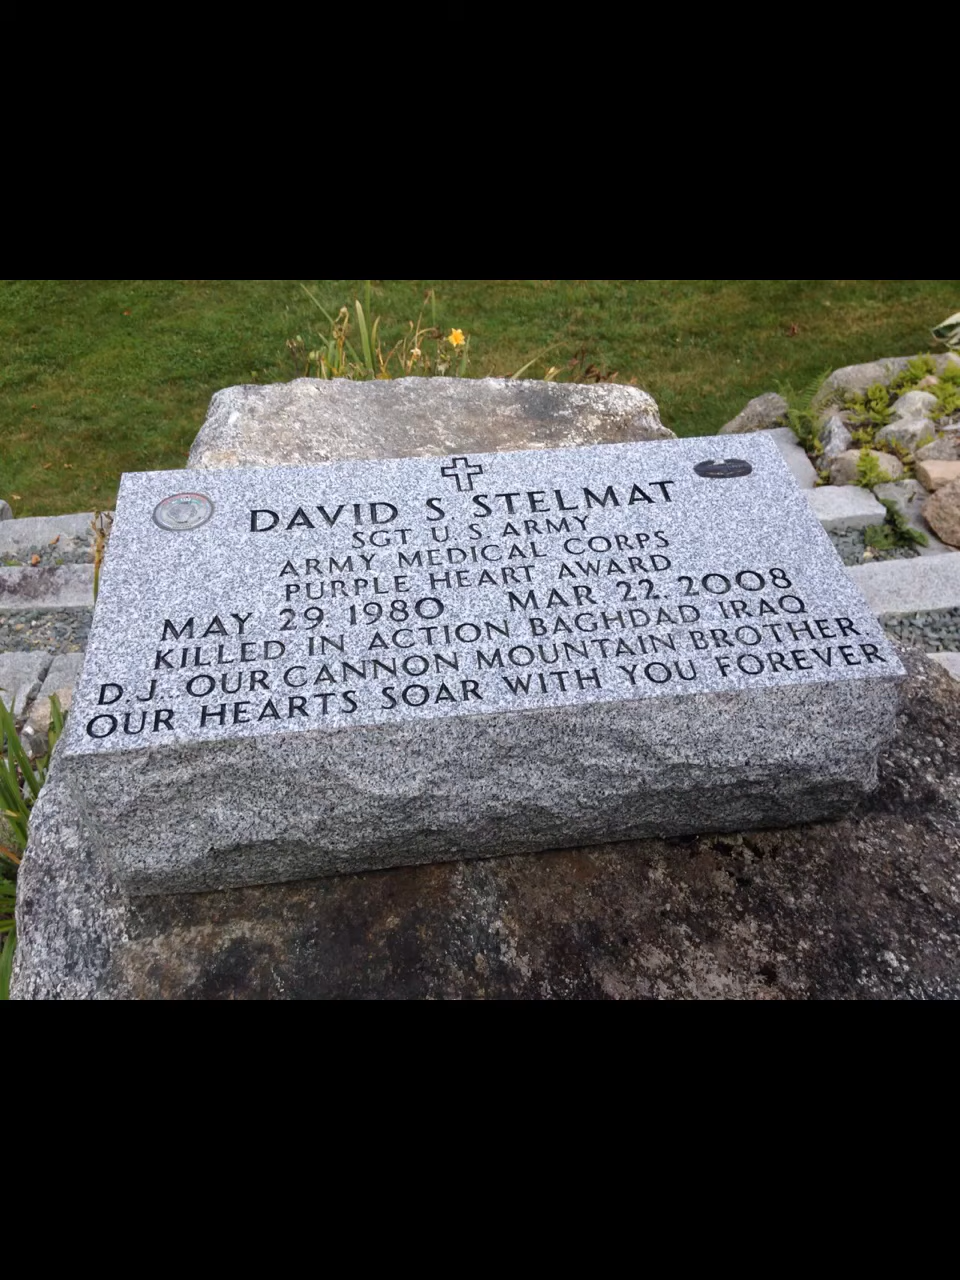 DAVID S. STELMAT
SGT U.S. ARMY
ARMY MEDICAL CORPS
PURPLE HEART AWARD
MAY 29. 1980 MAR 22. 2008
KILLED IN ACTION BAGHDAD IRAQ
D.J.. OUR CANNON MOUNTAIN BROTHER.
OUR HEARTS SOAR WITH YOU FOREVER